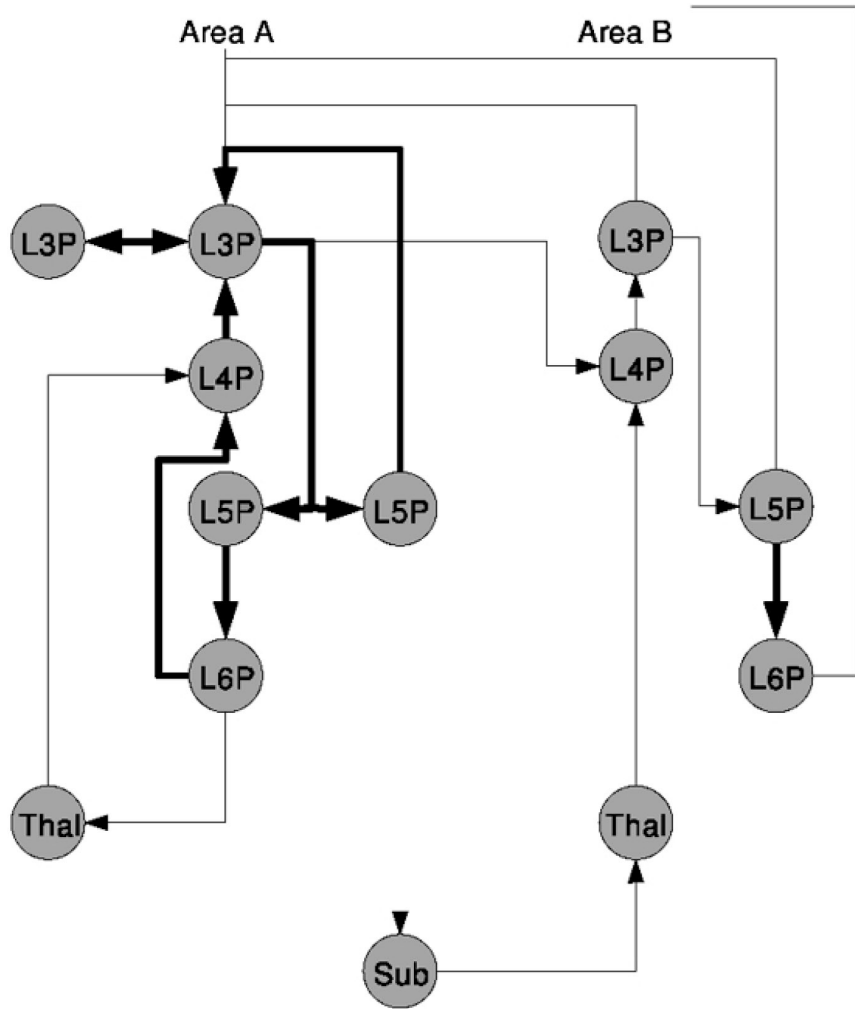 Area A Area B
L3P L3P L3P
L4P L4P
L5P L5P L5P
L6P L6P
Thal Thal
Sub